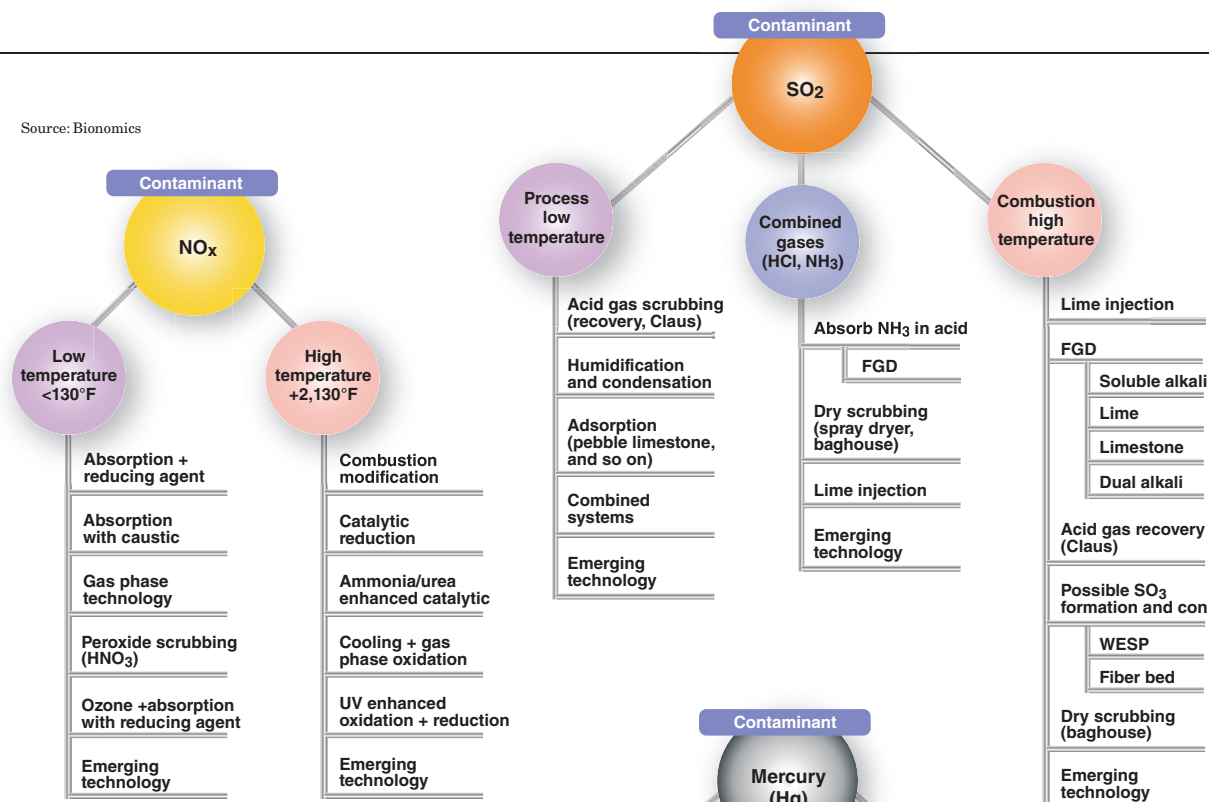 Contaminant
SO2
Source: Bionomics
Contaminant
NOx
Low
temperature
<130°F
Absorption +
reducing agent
Absorption
with caustic
Gas phase
technology
Peroxide scrubbing
(HNO3)
Ozone +absorption
with reducing agent
Emerging
technology
High
temperature
+2,130°F
Combustion
modification
Catalytic
reduction
Ammonia/urea
enhanced catalytic
Cooling + gas
phase oxidation
UV enhanced
oxidation + reduction
Emerging
technology
Process
low
temperature
Acid gas scrubbing
(recovery, Claus)
Humidification
and condensation
Adsorption
(pebble limestone,
and so on)
Combined
systems
Emerging
technology
Combined
gases
(HCl, NH3)
Absorb NH3 in acid
FGD
Dry scrubbing
(spray dryer,
baghouse)
Lime injection
Emerging
technology
Combustion
high
temperature
Lime injection
FGD
Soluble alkali
Lime
Limestone
Dual alkali
Acid gas recovery
(Claus)
Possible SO3
formation and con
WESP
Fiber bed
Dry scrubbing
(baghouse)
Emerging
technology
Contaminant
Mercury
(Hg)